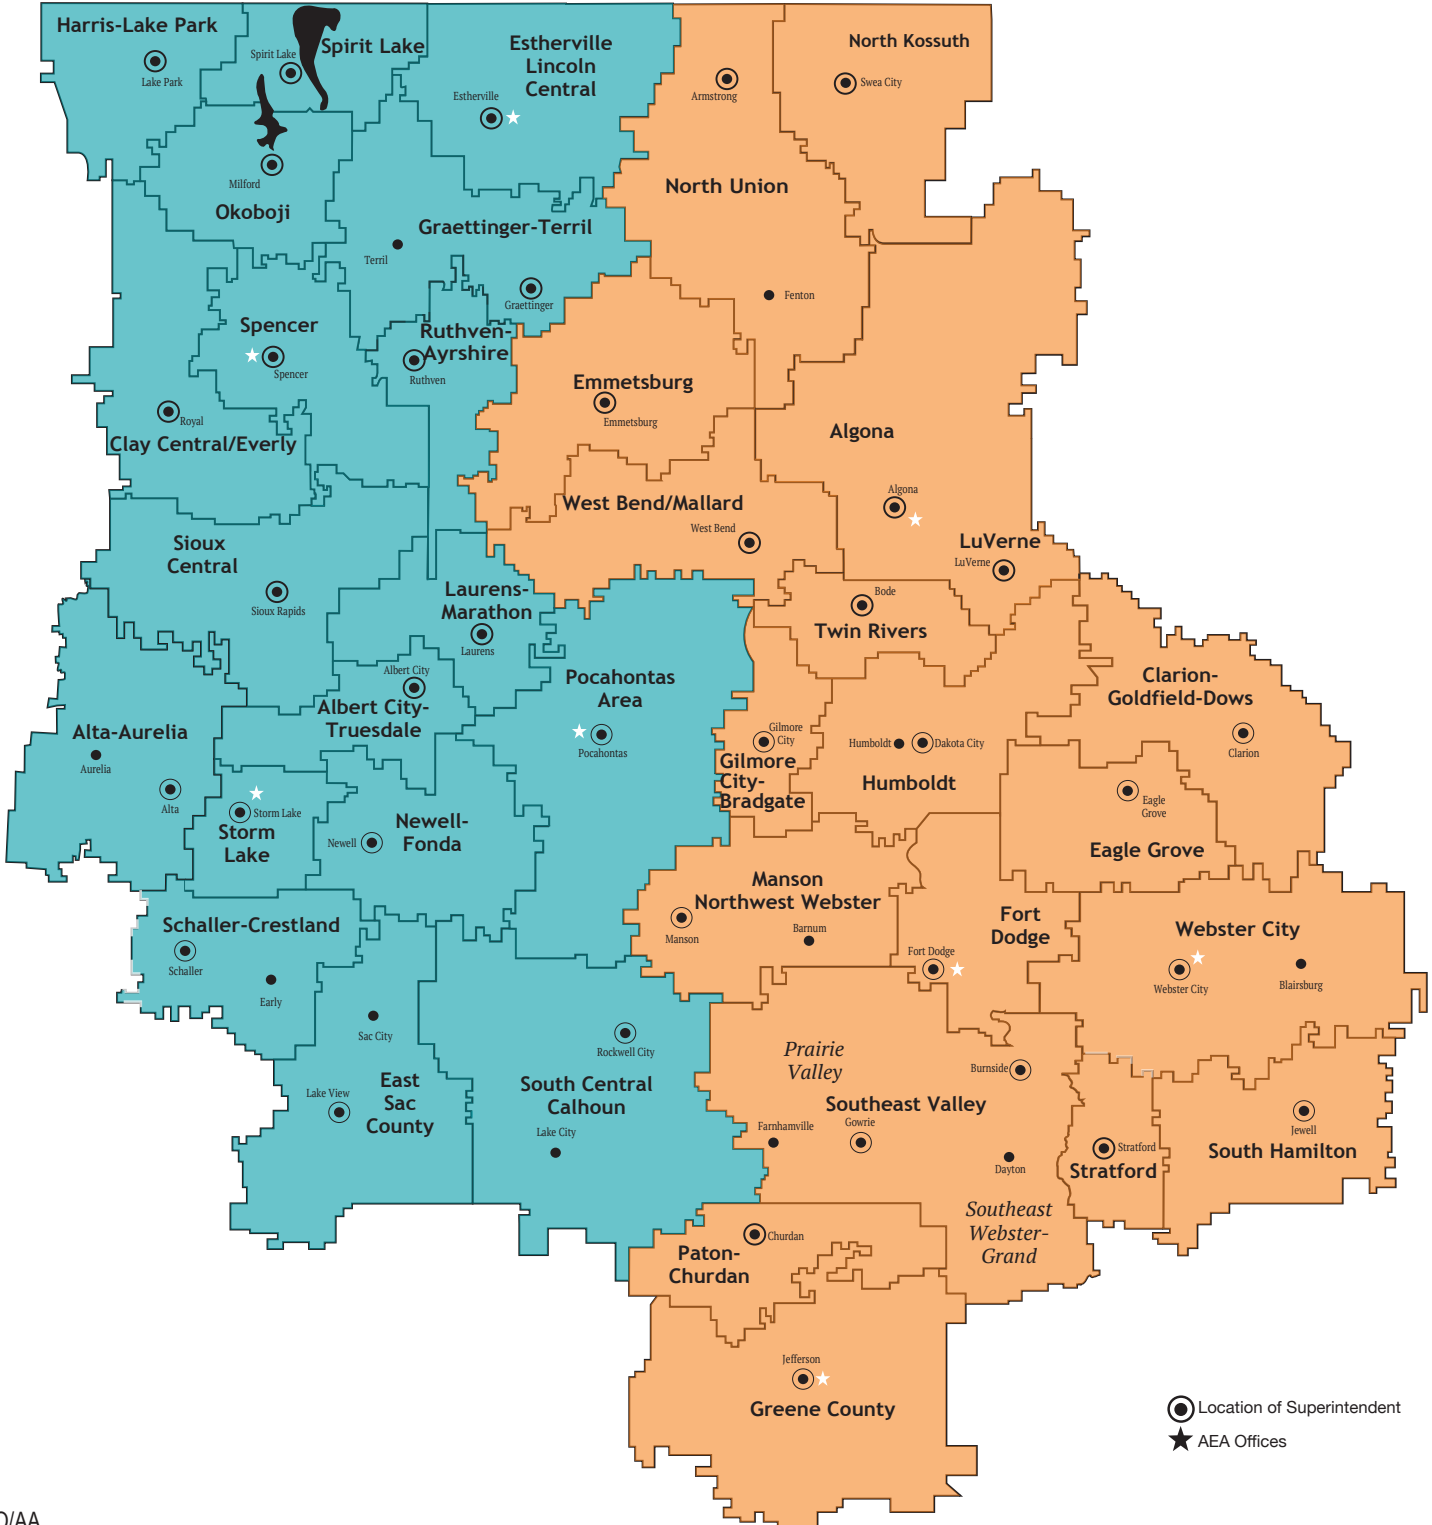 Harris-Lake Park
Lake Park
Spirit Lake
Spirit Lake
Estherville
Lincoln
Central
Estherville
North Kossuth
Swea City
Armstrong
North Union
Fenton
Milford
Okoboji
Graettinger-Terril
Terril
Graettinger
Spencer
Spencer
Ruthven-
Ayrshire
Ruthven
Royal
Clay Central/Everly
Emmetsburg
Emmetsburg
Algona
Algona
West Bend/Mallard
West Bend
LuVerne
LuVerne
Sioux
Central
Sioux Rapids
Laurens-
Marathon
Laurens
Bode
Twin Rivers
Albert City
Albert City-
Truesdale
Pocahontas
Area
Pocahontas
Clarion-
Goldfield-Dows
Clarion
Alta-Aurelia
Aurelia
Alta
Gilmore
City
Gilmore
City-
Bradgate
Humboldt
Dakota City
Humboldt
Storm Lake
Storm
Lake
Newell
Newell-
Fonda
Eagle
Grove
Eagle Grove
Manson
Northwest Webster
Manson
Barnum
Fort
Dodge
Fort Dodge
Webster City
Webster City
Blairsburg
Schaller-Crestland
Schaller
Early
Sac City
Rockwell City
Prairie
Valley
Burnside
Lake View
East
Sac
County
South Central
Calhoun
Lake City
Southeast Valley
Farnhamville
Gowrie
Dayton
Stratford
Stratford
Jewell
South Hamilton
Southeast
Webster-
Grand
Churdan
Paton-
Churdan
Jefferson
Greene County
Location of Superintendent
AEA Offices
O/AA